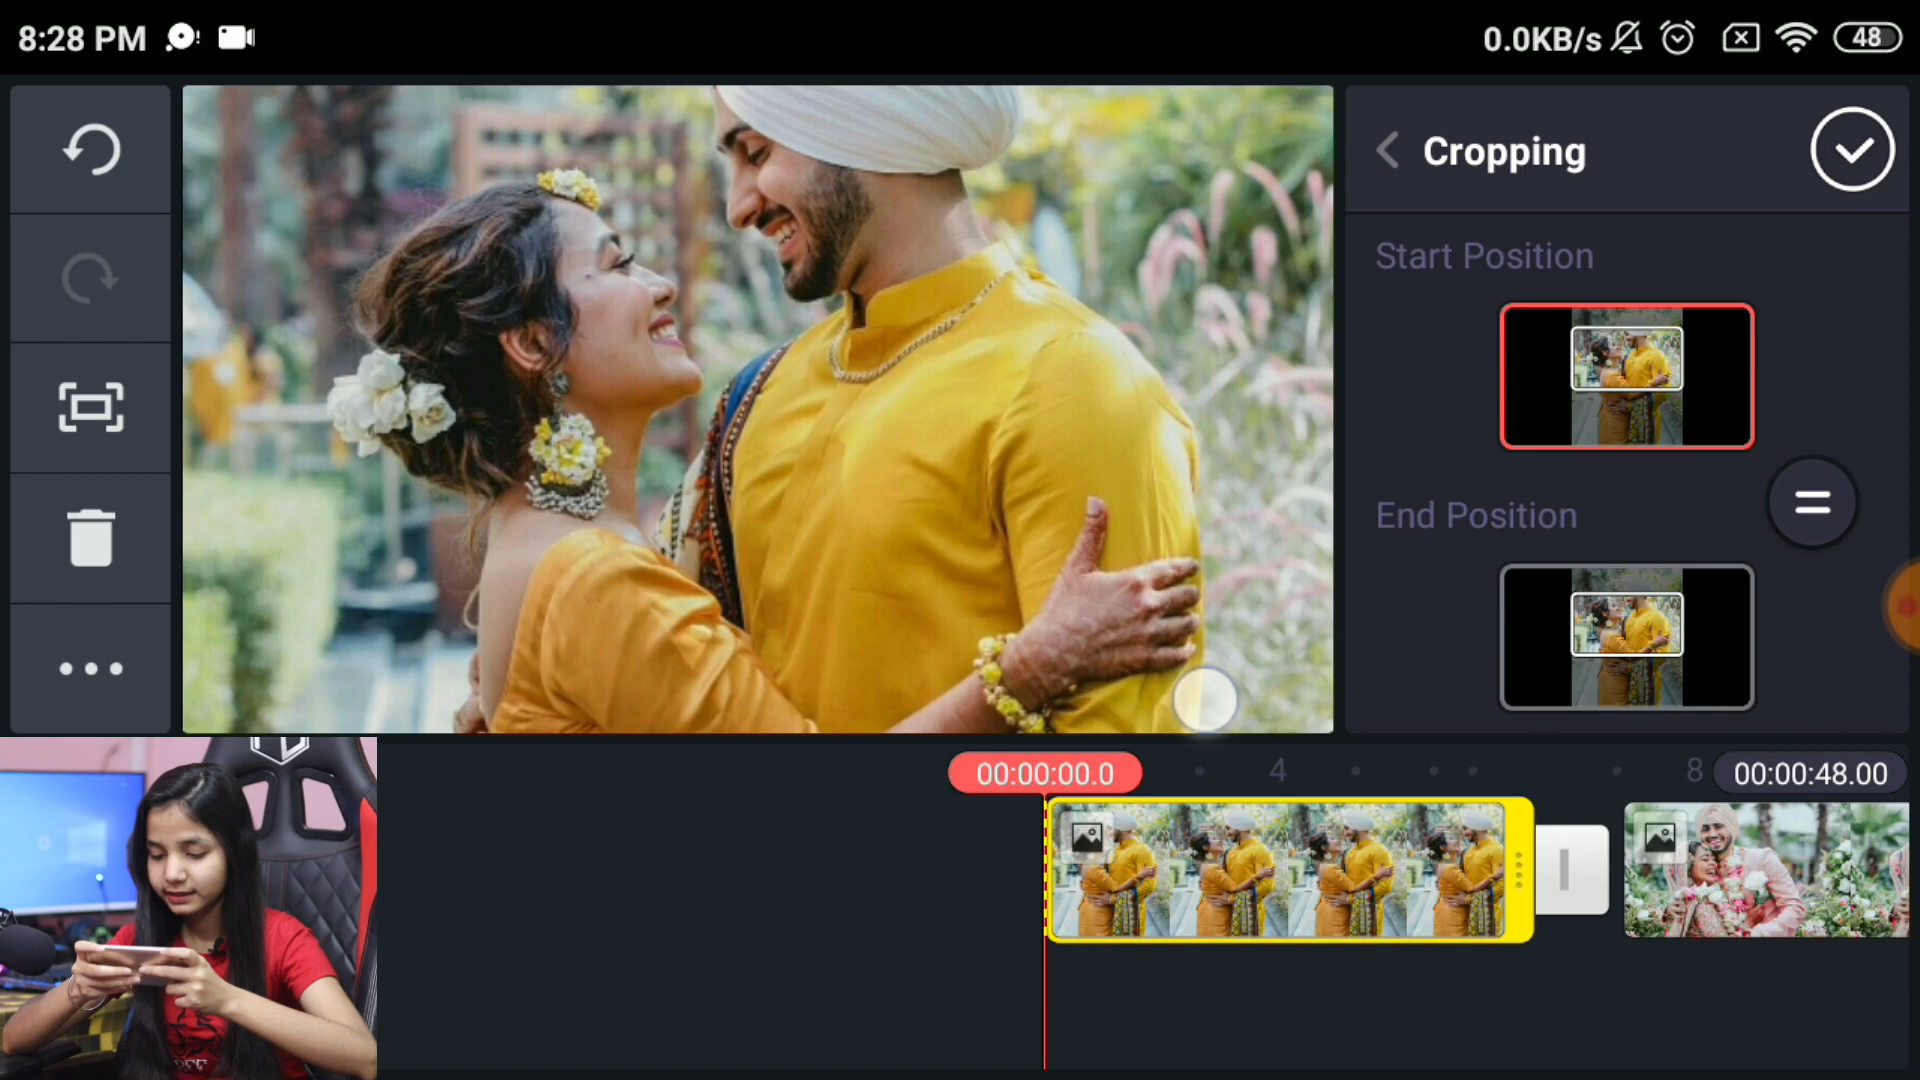 8:28 PM
0.0KB/s
48
Cropping
Start Position
End Position
00:00:00.0
4
8
00:00:48.00